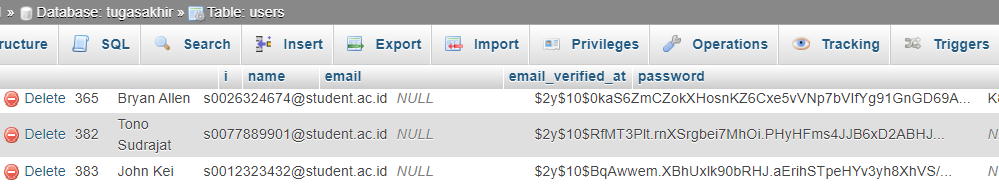 » Database: tugasakhir » Table: users
ructure SQL Search Insert Export Import Privileges Operations Tracking Triggers
i name email email_verified_at password
Delete 365 Bryan Allen s0026324674@student.ac.id NULL $2y$10$0kaS6ZmCZokXHosnKZ6Cxe5vVNp7bVlfYg91GnGD69A... K
Delete 382 Tono Sudrajat s0077889901@student.ac.id NULL $2y$10$RfMT3Plt.rnXSrgbei7MhOi.PHyHFms4JJB6xD2ABHJ... N
Delete 383 John Kei s0012323432@student.ac.id NULL $2y$10$BqAwwem.XBhUxlk90bRHJ.aErihSTpeHYv3yh8XhVS/... N